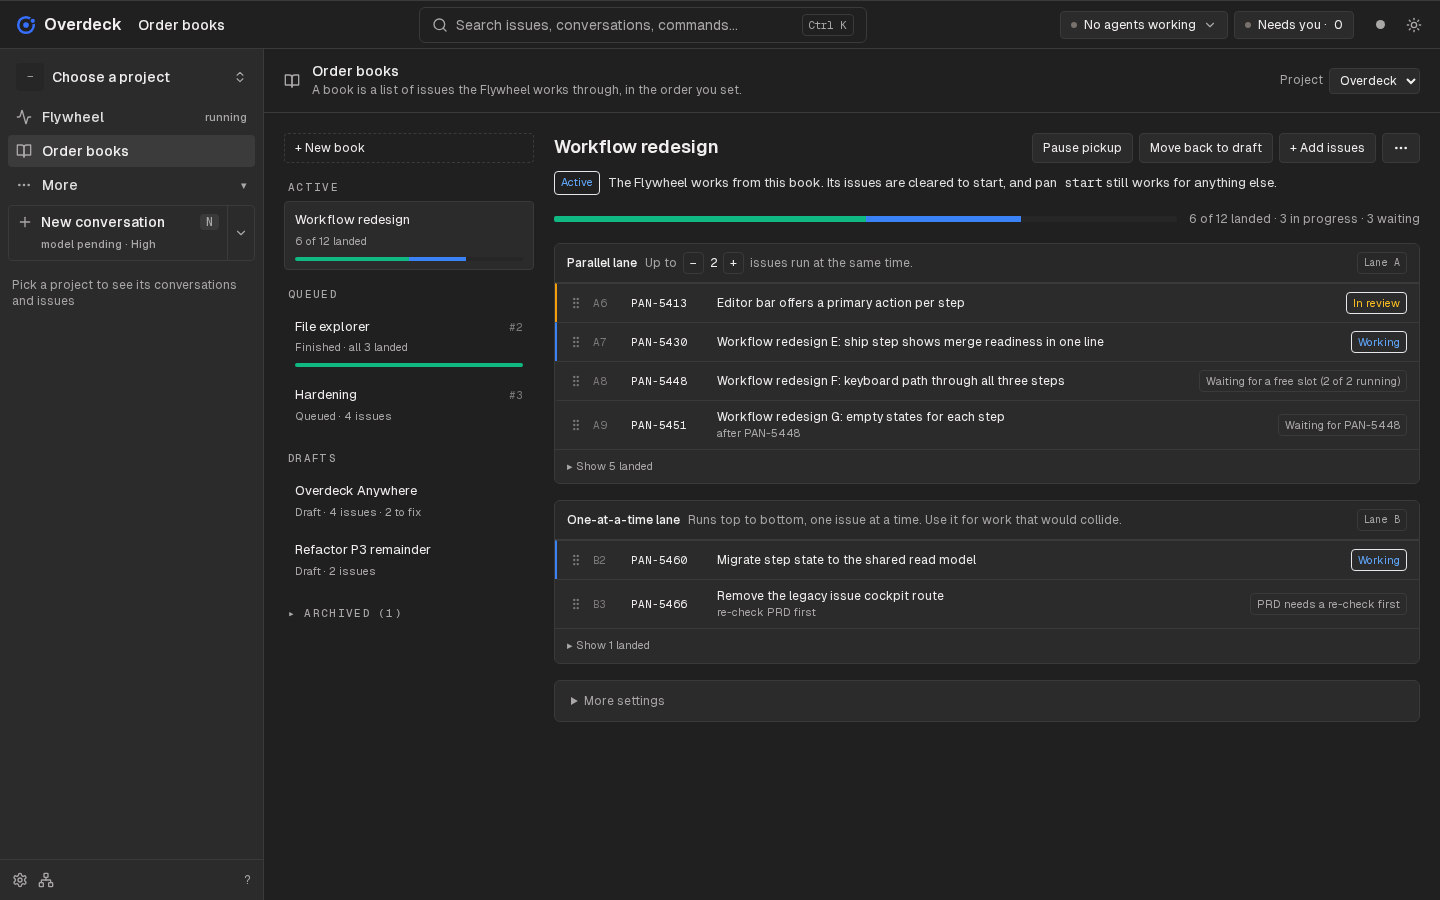 Overdeck
Order books
Search issues, conversations, commands...
Ctrl K
No agents working
Needs you · 0
– Choose a project
Flywheel running
Order books
More
New conversation N
model pending · High
Pick a project to see its conversations
and issues
?
Order books
A book is a list of issues the Flywheel works through, in the order you set.
Project Overdeck
+ New book
ACTIVE
Workflow redesign
6 of 12 landed
QUEUED
File explorer #2
Finished · all 3 landed
Hardening #3
Queued · 4 issues
DRAFTS
Overdeck Anywhere
Draft · 4 issues · 2 to fix
Refactor P3 remainder
Draft · 2 issues
▸ ARCHIVED (1)
Workflow redesign
Pause pickup
Move back to draft
+ Add issues
···
Active The Flywheel works from this book. Its issues are cleared to start, and pan start still works for anything else.
6 of 12 landed · 3 in progress · 3 waiting
Parallel lane Up to − 2 + issues run at the same time. Lane A
A6 PAN-5413 Editor bar offers a primary action per step In review
A7 PAN-5430 Workflow redesign E: ship step shows merge readiness in one line Working
A8 PAN-5448 Workflow redesign F: keyboard path through all three steps Waiting for a free slot (2 of 2 running)
A9 PAN-5451 Workflow redesign G: empty states for each step Waiting for PAN-5448
after PAN-5448
▸ Show 5 landed
One-at-a-time lane Runs top to bottom, one issue at a time. Use it for work that would collide. Lane B
B2 PAN-5460 Migrate step state to the shared read model Working
B3 PAN-5466 Remove the legacy issue cockpit route PRD needs a re-check first
re-check PRD first
▸ Show 1 landed
▶ More settings